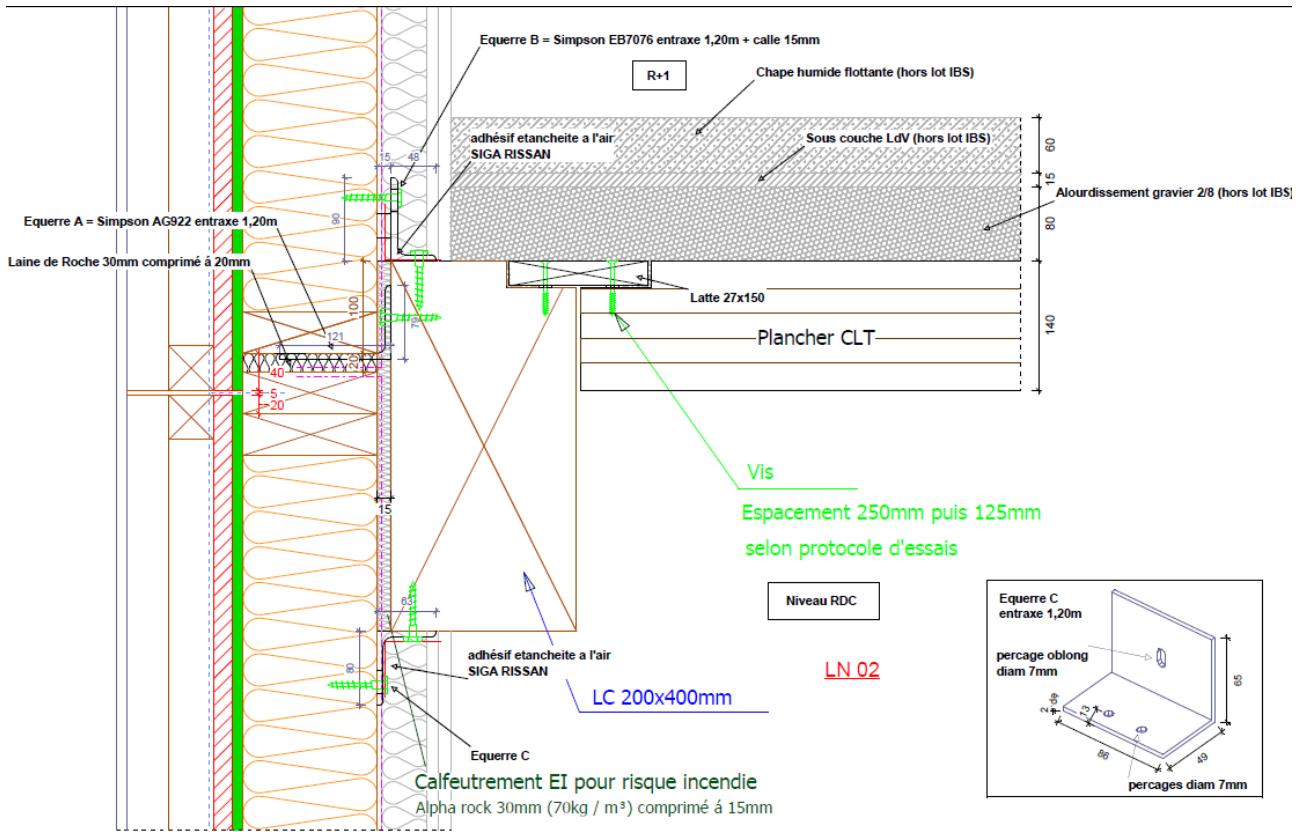 Equerre B = Simpson EB7076 entraxe 1,20m + calle 15mm
R+1
Chape humide flottante (hors lot IBS)
adhésif etancheite a l'air
SIGA RISSAN
Sous couche LdV (hors lot IBS)
15
48
60
15
Alourdissement gravier 2/8 (hors lot IBS)
90
80
Equerre A = Simpson AG922 entraxe 1,20m
Laine de Roche 30mm comprimé á 20mm
Latte 27x150
100
79
121
20
Plancher CLT
140
40
5
20
Vis
15
Espacement 250mm puis 125mm
selon protocole d'essais
63
Niveau RDC
Equerre C
entraxe 1,20m
percage oblong
diam 7mm
adhésif etancheite a l'air
SIGA RISSAN
80
LN 02
65
LC 200x400mm
2
de
13
86
49
Equerre C
percages diam 7mm
Calfeutrement EI pour risque incendie
Alpha rock 30mm (70kg / m³) comprimé á 15mm